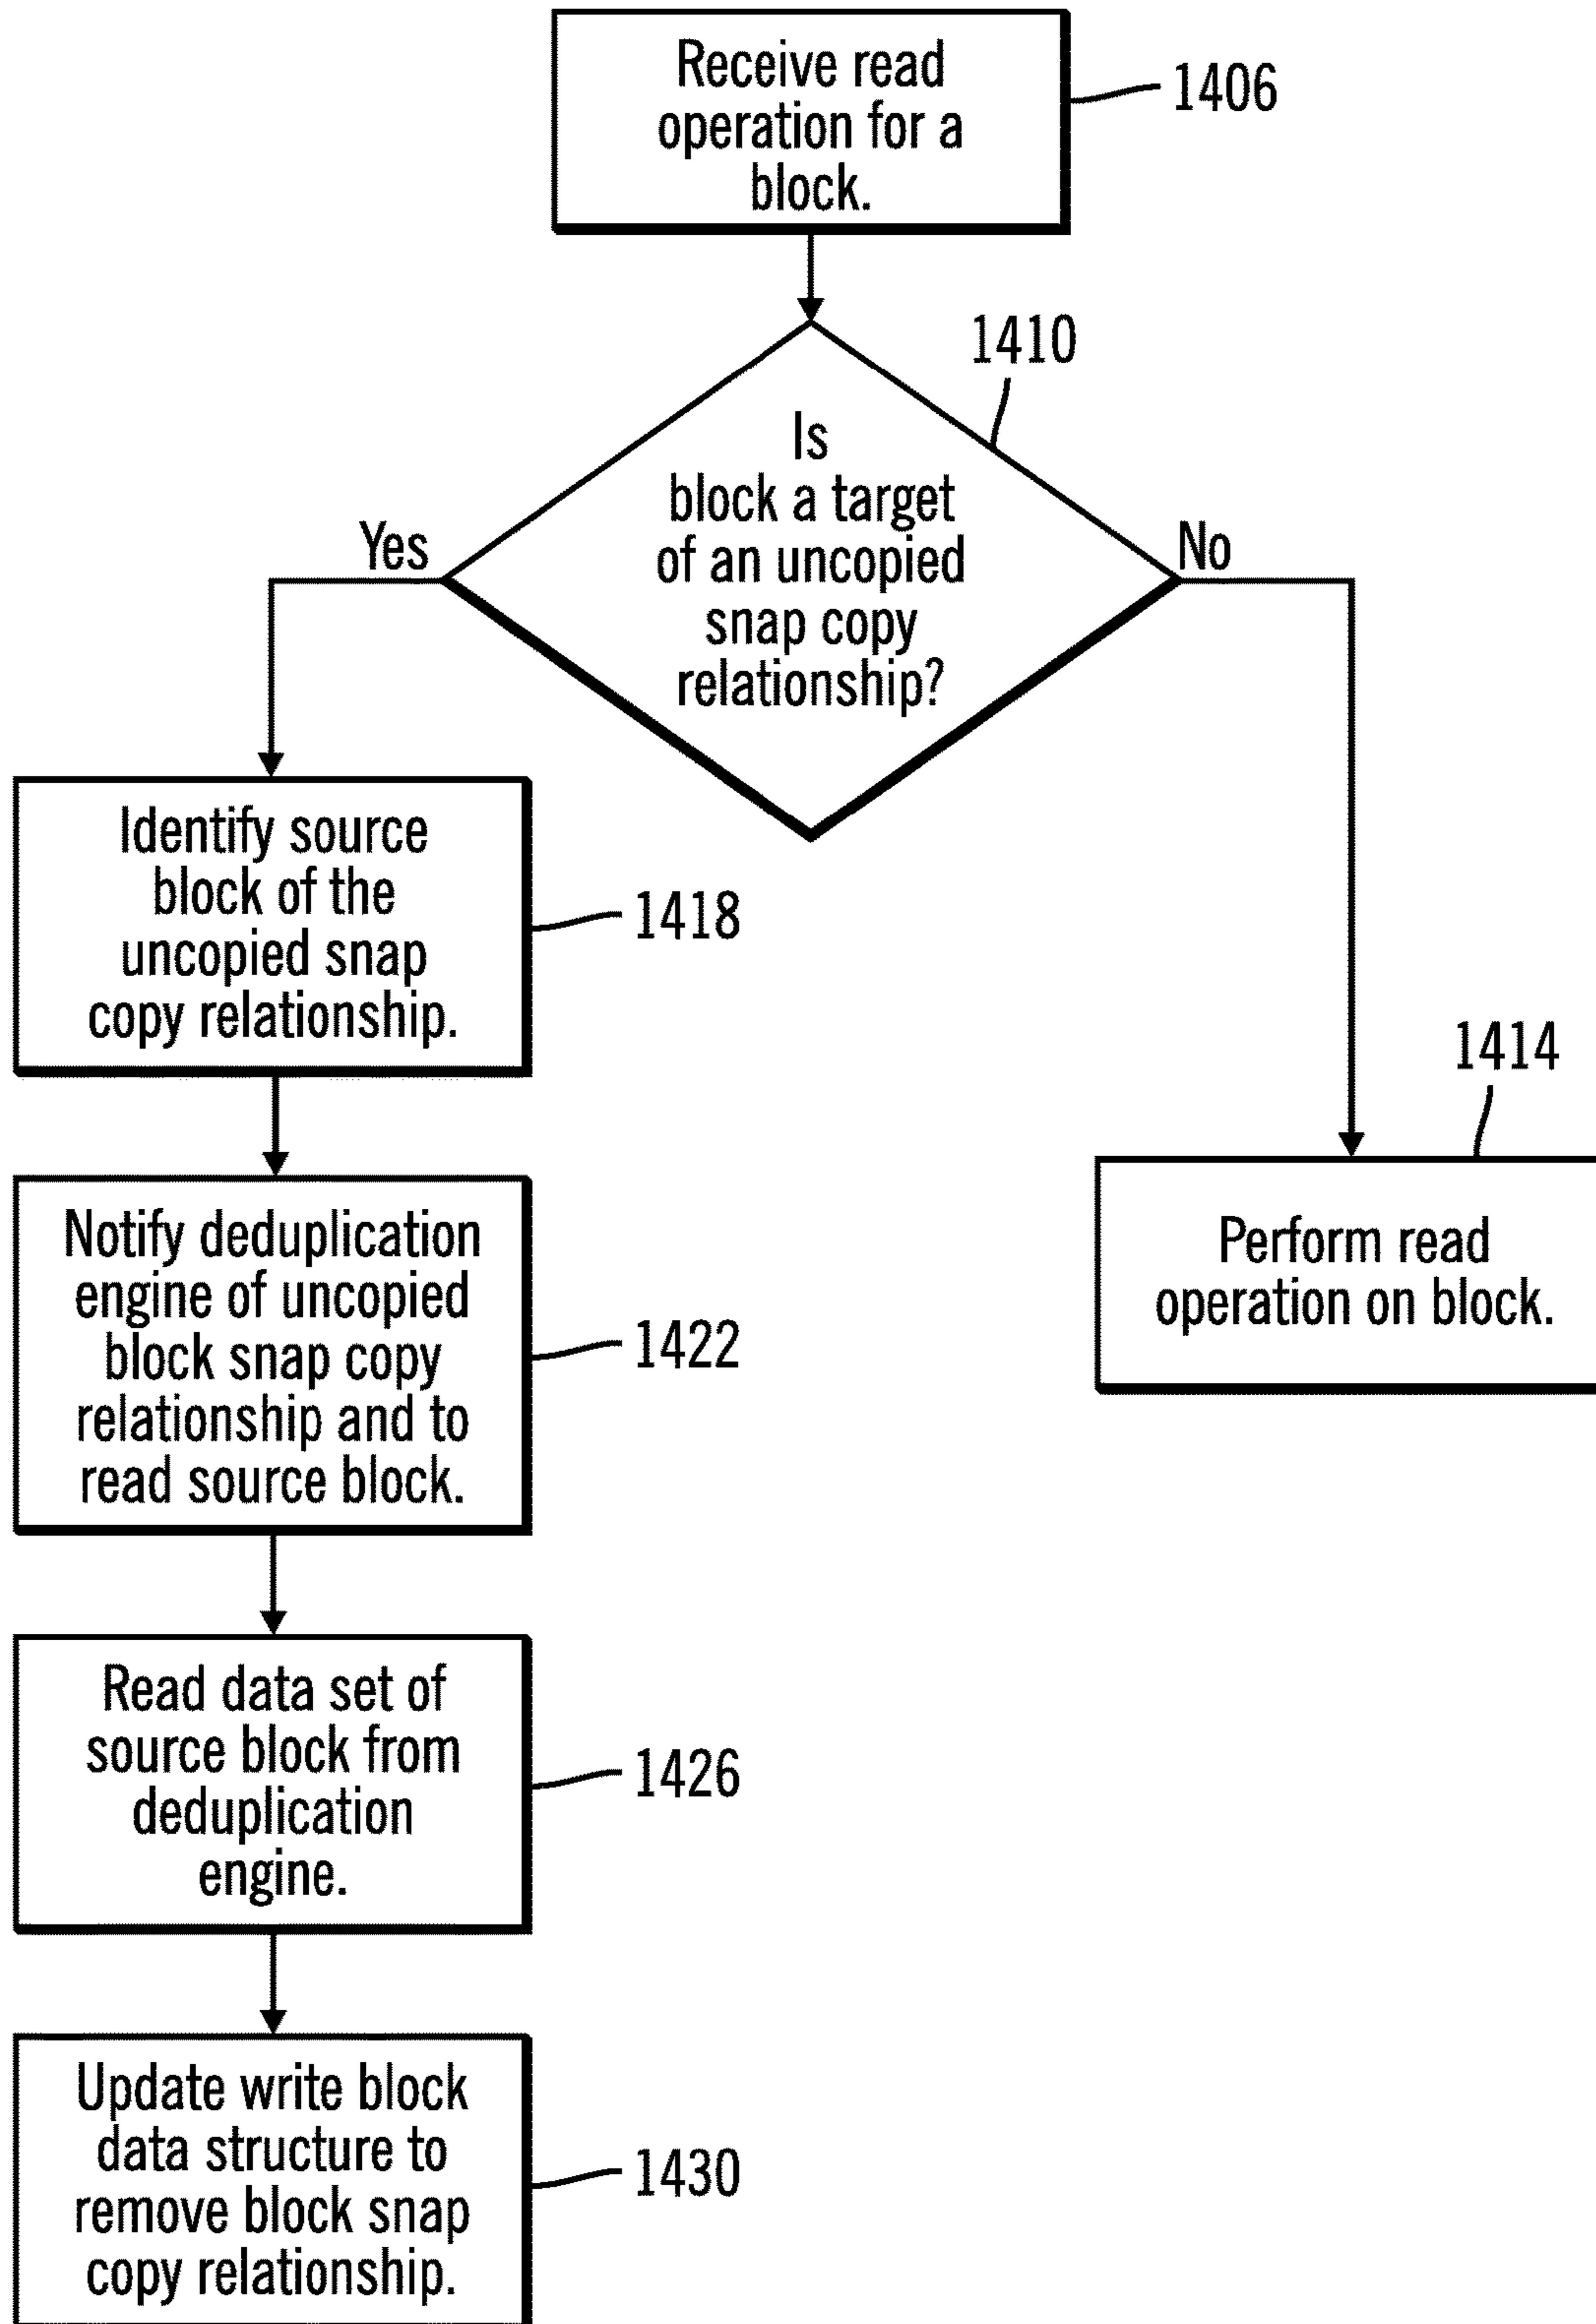 Receive read
operation for a
block.
1406
1410
Is
block a target
of an uncopied
snap copy
relationship?
Yes
No
Identify source
block of the
uncopied snap
copy relationship.
1418
1414
Perform read
operation on block.
Notify deduplication
engine of uncopied
block snap copy
relationship and to
read source block.
1422
Read data set of
source block from
deduplication
engine.
1426
Update write block
data structure to
remove block snap
copy relationship.
1430